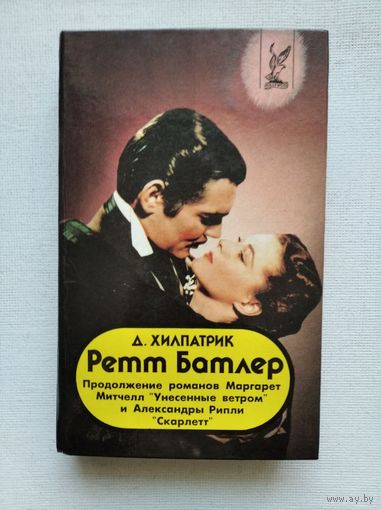 Д. ХИЛПАТРИК
Ретт Батлер
Продолжение романов Маргарет
Митчелл "Унесенные ветром"
и Александры Рипли
"Скарлетт"
www.ay.by